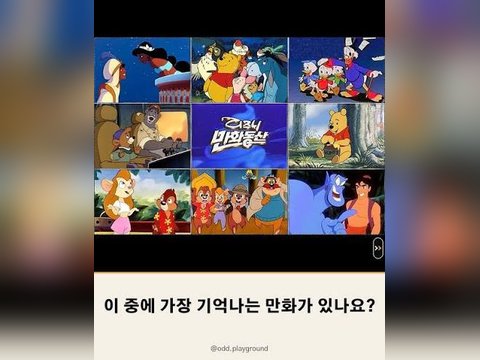 디즈니
만화동산
이 중에 가장 기억나는 만화가 있나요?
@odd.playground